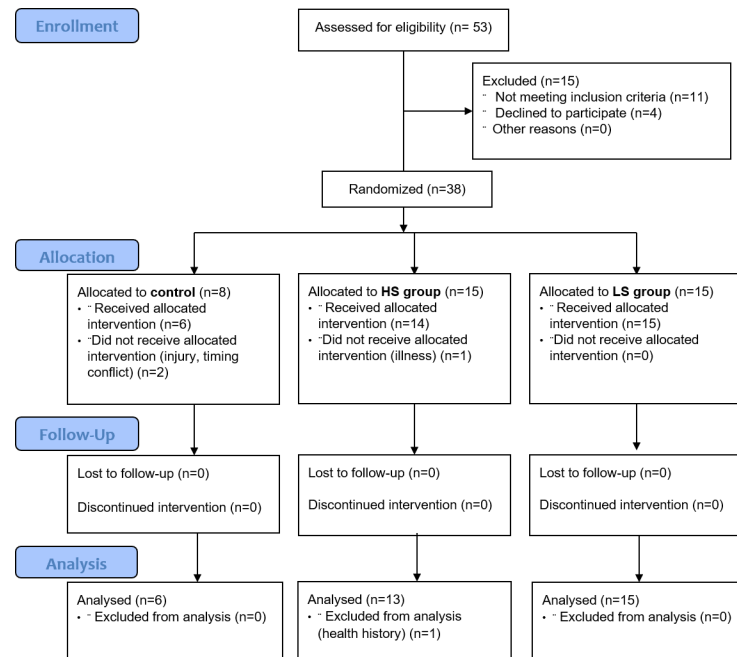 Enrollment
Assessed for eligibility (n= 53)
Excluded (n=15)
¨ Not meeting inclusion criteria (n=11)
¨ Declined to participate (n=4)
¨ Other reasons (n=0)
Randomized (n=38)
Allocation
Allocated to control (n=8)
• ¨ Received allocated
intervention (n=6)
• ¨Did not receive allocated
intervention (injury, timing
conflict) (n=2)
Allocated to HS group (n=15)
• ¨ Received allocated
intervention (n=14)
• ¨Did not receive allocated
intervention (illness) (n=1)
Allocated to LS group (n=15)
• ¨ Received allocated
intervention (n=15)
• ¨Did not receive allocated
intervention (n=0)
Follow-Up
Lost to follow-up (n=0)
Discontinued intervention (n=0)
Lost to follow-up (n=0)
Discontinued intervention (n=0)
Lost to follow-up (n=0)
Discontinued intervention (n=0)
Analysis
Analysed (n=6)
• ¨ Excluded from analysis (n=0)
Analysed (n=13)
• ¨ Excluded from analysis
(health history) (n=1)
Analysed (n=15)
• ¨ Excluded from analysis (n=0)